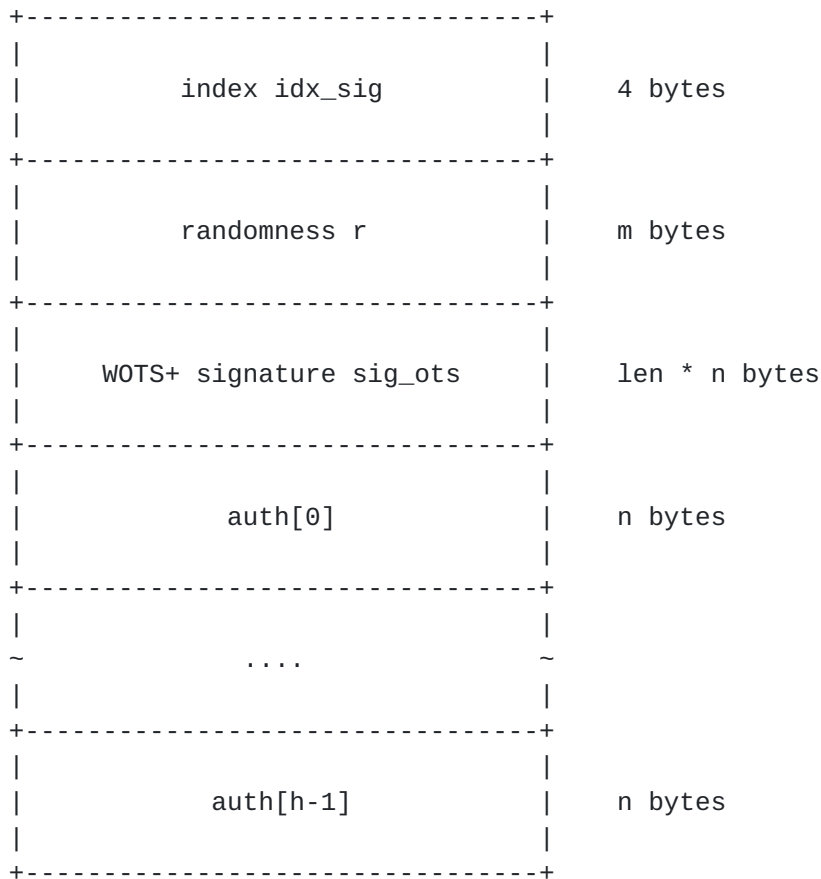 index idx_sig 4 bytes
randomness r m bytes
WOTS+ signature sig_ots len * n bytes
auth[0] n bytes
....
auth[h-1] n bytes